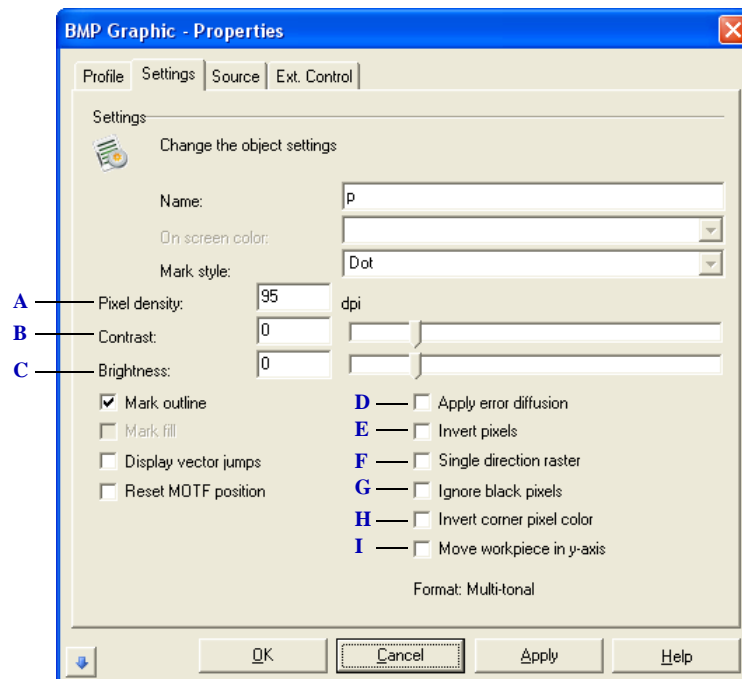 BMP Graphic - Properties
Profile Settings Source Ext. Control
Settings
Change the object settings
Name: p
On screen color:
Mark style: Dot
A Pixel density: 95 dpi
B Contrast: 0
C Brightness: 0
Mark outline D Apply error diffusion
Mark fill E Invert pixels
Display vector jumps F Single direction raster
Reset MOTF position G Ignore black pixels
H Invert corner pixel color
I Move workpiece in y-axis
Format: Multi-tonal
OK Cancel Apply Help